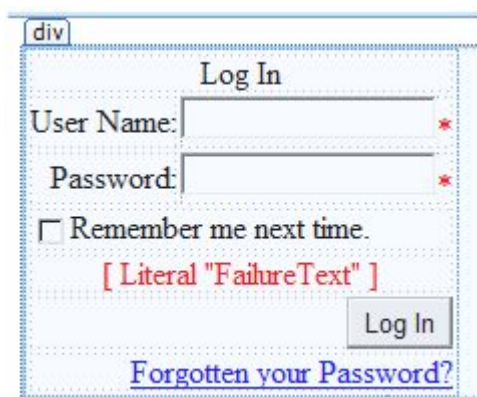 div
Log In
User Name: *
Password: *
Remember me next time.
[ Literal "FailureText" ]
Log In
Forgotten your Password?